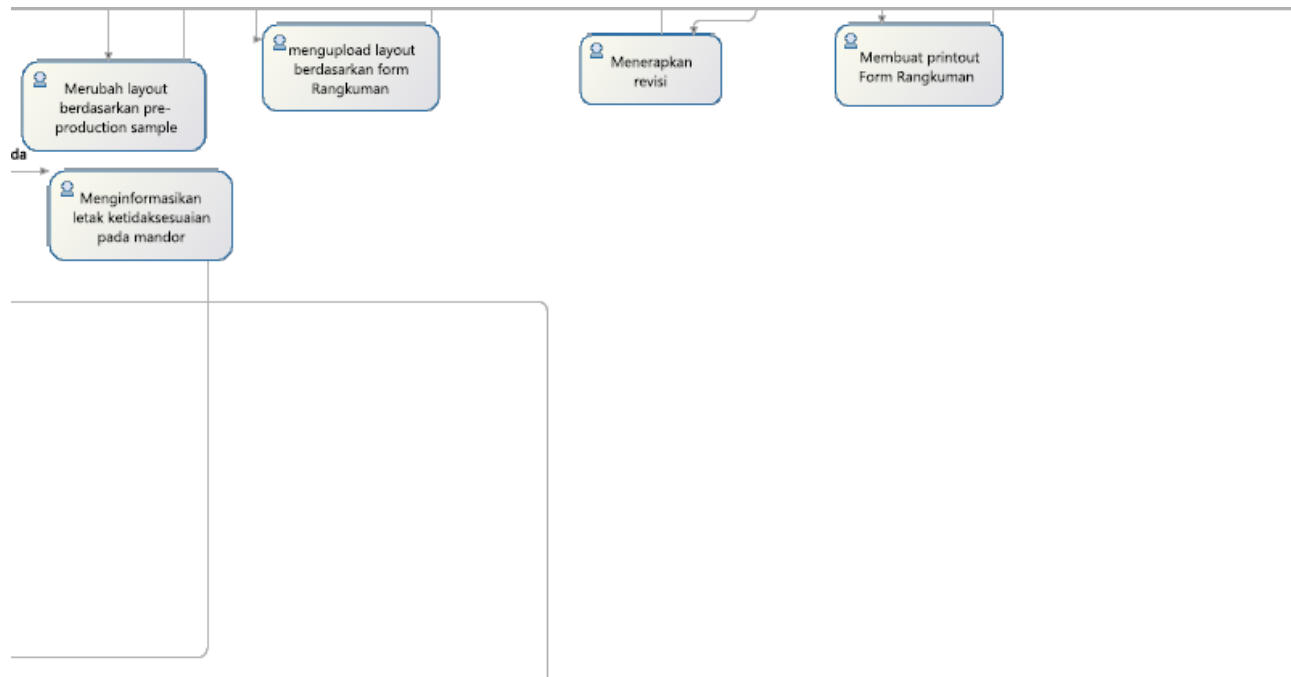 Merubah layout
berdasarkan pre-
production sample
mengupload layout
berdasarkan form
Rangkuman
Menerapkan
revisi
Membuat printout
Form Rangkuman
da
Menginformasikan
letak ketidaksesuaian
pada mandor